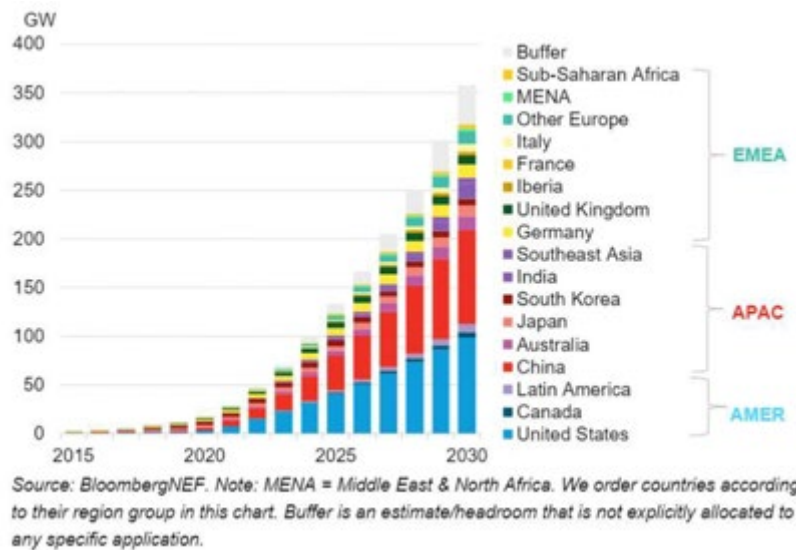 GW
400
350
300
250
200
150
100
50
0
2015
2020
2025
2030
Buffer
Sub-Saharan Africa
MENA
Other Europe
Italy
France
Iberia
United Kingdom
Germany
Southeast Asia
India
South Korea
Japan
Australia
China
Latin America
Canada
United States
EMEA
APAC
AMER
Source: BloombergNEF. Note: MENA = Middle East & North Africa. We order countries according
to their region group in this chart. Buffer is an estimate/headroom that is not explicitly allocated to
any specific application.